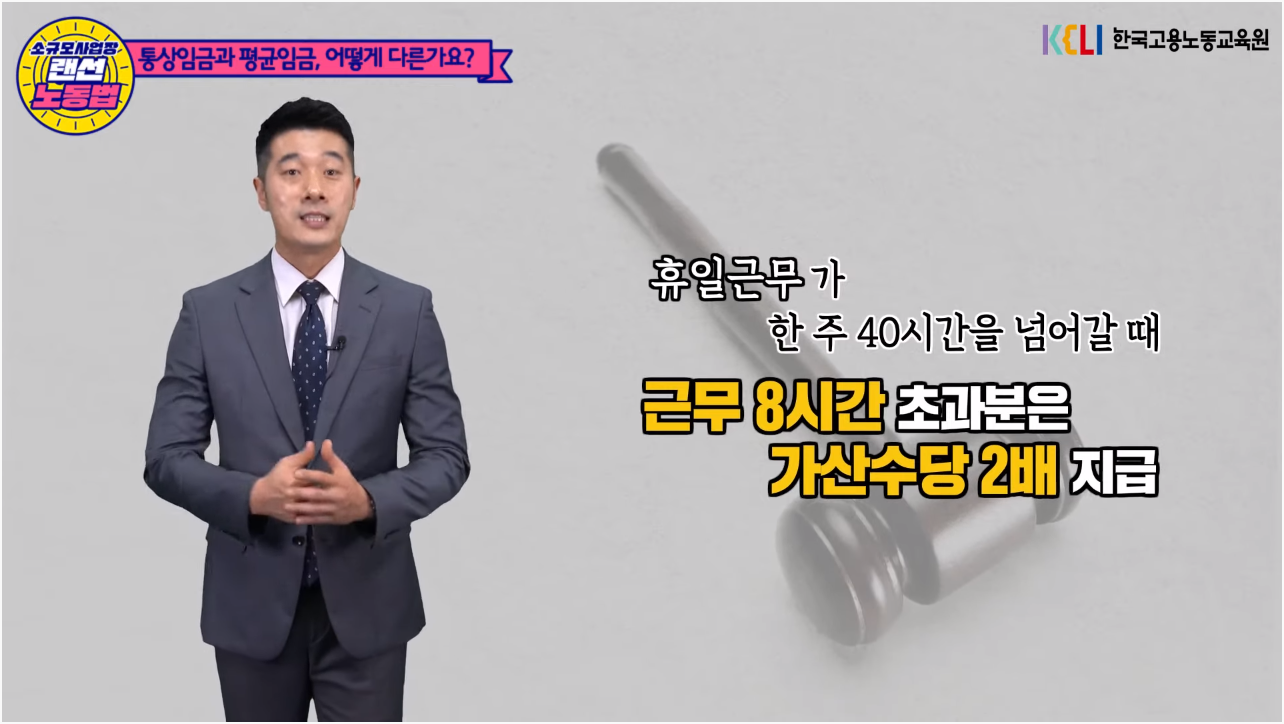 소규모사업장
랜선
노동법
통상임금과 평균임금, 어떻게 다른가요?
KELI 한국고용노동교육원
휴일근무가
한 주 40시간을 넘어갈 때
근무 8시간 초과분은
가산수당 2배 지급